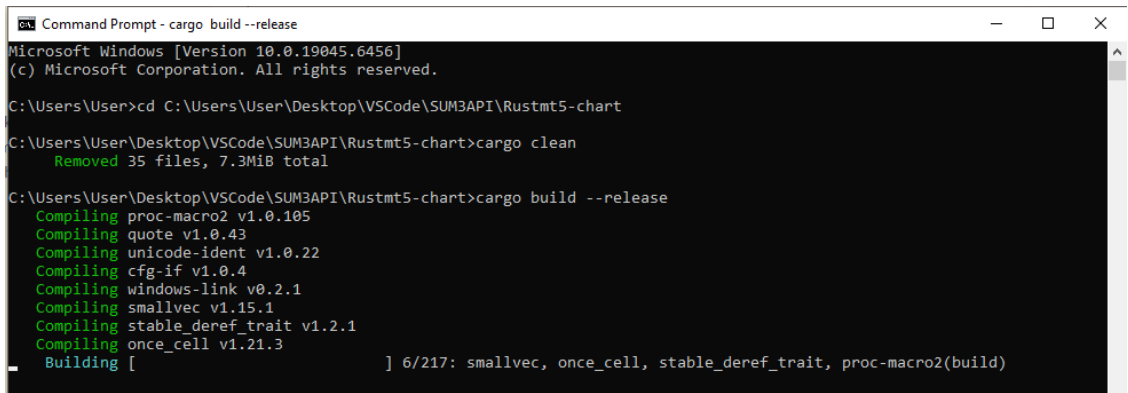 Command Prompt - cargo  build --release
Microsoft Windows [Version 10.0.19045.6456]
(c) Microsoft Corporation. All rights reserved.
C:\Users\User>cd C:\Users\User\Desktop\VSCode\SUM3API\Rustmt5-chart
C:\Users\User\Desktop\VSCode\SUM3API\Rustmt5-chart>cargo clean
Removed 35 files, 7.3MiB total
C:\Users\User\Desktop\VSCode\SUM3API\Rustmt5-chart>cargo build --release
Compiling proc-macro2 v1.0.105
Compiling quote v1.0.43
Compiling unicode-ident v1.0.22
Compiling cfg-if v1.0.4
Compiling windows-link v0.2.1
Compiling smallvec v1.15.1
Compiling stable_deref_trait v1.2.1
Compiling once_cell v1.21.3
Building [                           ] 6/217: smallvec, once_cell, stable_deref_trait, proc-macro2(build)